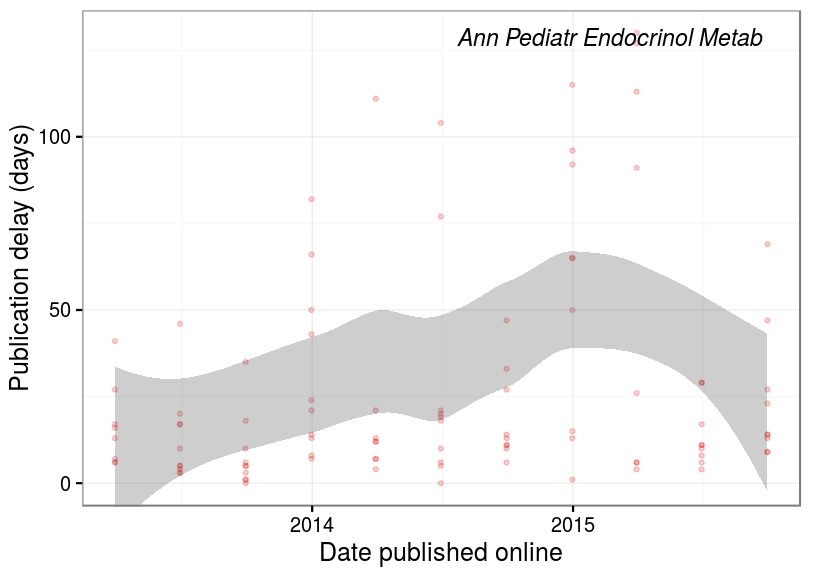 Ann Pediatr Endocrinol Metab
Publication delay (days)
100
50
0
2014
2015
Date published online